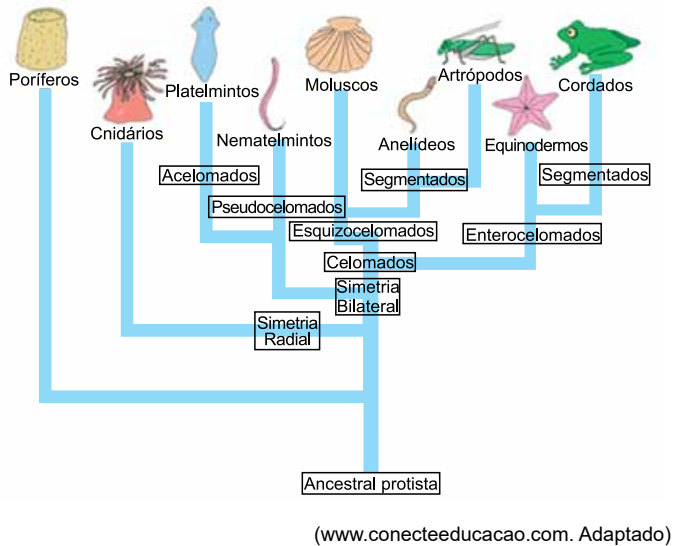 Poríferos
Cnidários
Platelmintos
Nematelmintos
Moluscos
Anelídeos
Artrópodos
Equinodermos
Cordados
Acelomados
Pseudocelomados
Segmentados
Segmentados
Esquizocelomados
Enterocelomados
Celomados
Simetria
Bilateral
Simetria
Radial
Ancestral protista
(www.conecteeducacao.com. Adaptado)